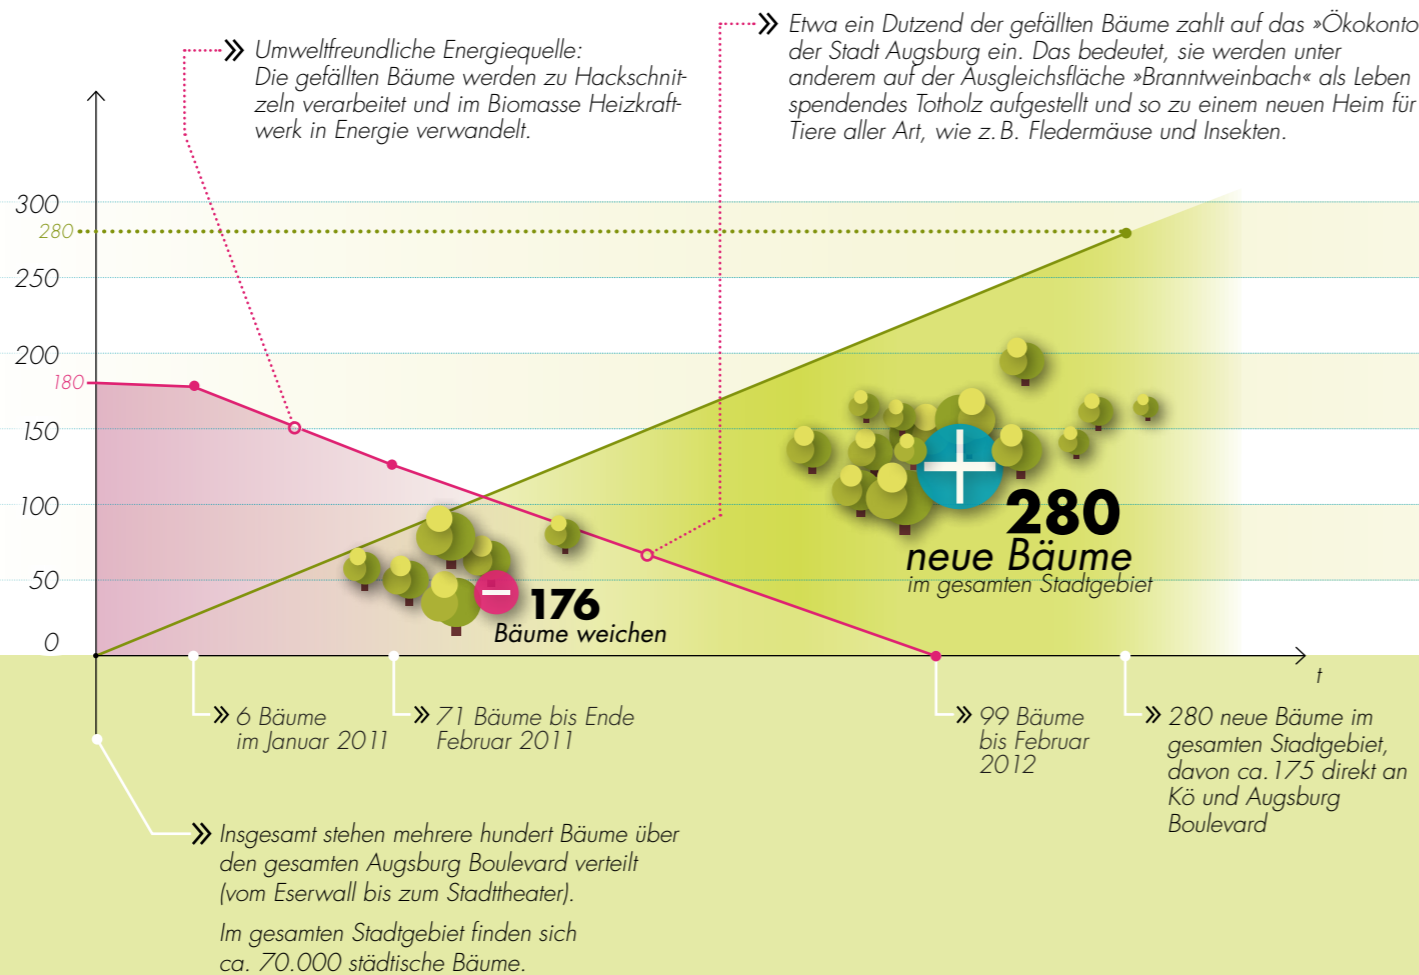 » Umweltfreundliche Energiequelle:
Die gefällten Bäume werden zu Hackschnit-
zeln verarbeitet und im Biomasse Heizkraft-
werk in Energie verwandelt.
» Etwa ein Dutzend der gefällten Bäume zahlt auf das »Ökokonto
der Stadt Augsburg ein. Das bedeutet, sie werden unter
anderem auf der Ausgleichsfläche »Branntweinbach« als Leben
spendendes Totholz aufgestellt und so zu einem neuen Heim für
Tiere aller Art, wie z. B. Fledermäuse und Insekten.
300
280
250
200
180
150
100
50
0
176
Bäume weichen
280
neue Bäume
im gesamten Stadtgebiet
t
» 6 Bäume
im Januar 2011
» 71 Bäume bis Ende
Februar 2011
» 99 Bäume
bis Februar
2012
» 280 neue Bäume im
gesamten Stadtgebiet,
davon ca. 175 direkt an
Kö und Augsburg
Boulevard
» Insgesamt stehen mehrere hundert Bäume über
den gesamten Augsburg Boulevard verteilt
(vom Eserwall bis zum Stadttheater).
Im gesamten Stadtgebiet finden sich
ca. 70.000 städtische Bäume.